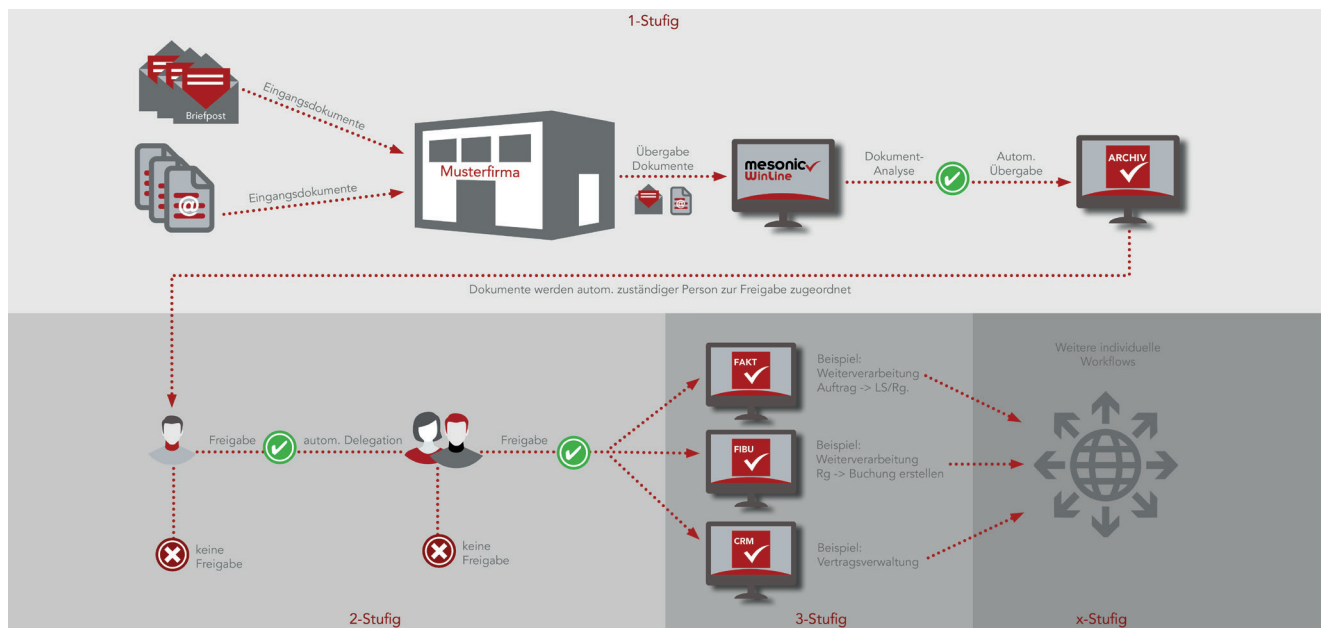 1-Stufig
Briefpost
Eingangsdokumente
@
Eingangsdokumente
Musterfirma
Übergabe
Dokumente
mesonic
WinLine
Dokument-
Analyse
Autom.
Übergabe
ARCHIV
Dokumente werden autom. zuständiger Person zur Freigabe zugeordnet
Freigabe
autom. Delegation
Freigabe
keine
Freigabe
keine
Freigabe
2-Stufig
FAKT
Beispiel:
Weiterverarbeitung
Auftrag -> LS/Rg.
FIBU
Beispiel:
Weiterverarbeitung
Rg -> Buchung erstellen
CRM
Beispiel:
Vertragsverwaltung
3-Stufig
Weitere individuelle
Workflows
x-Stufig